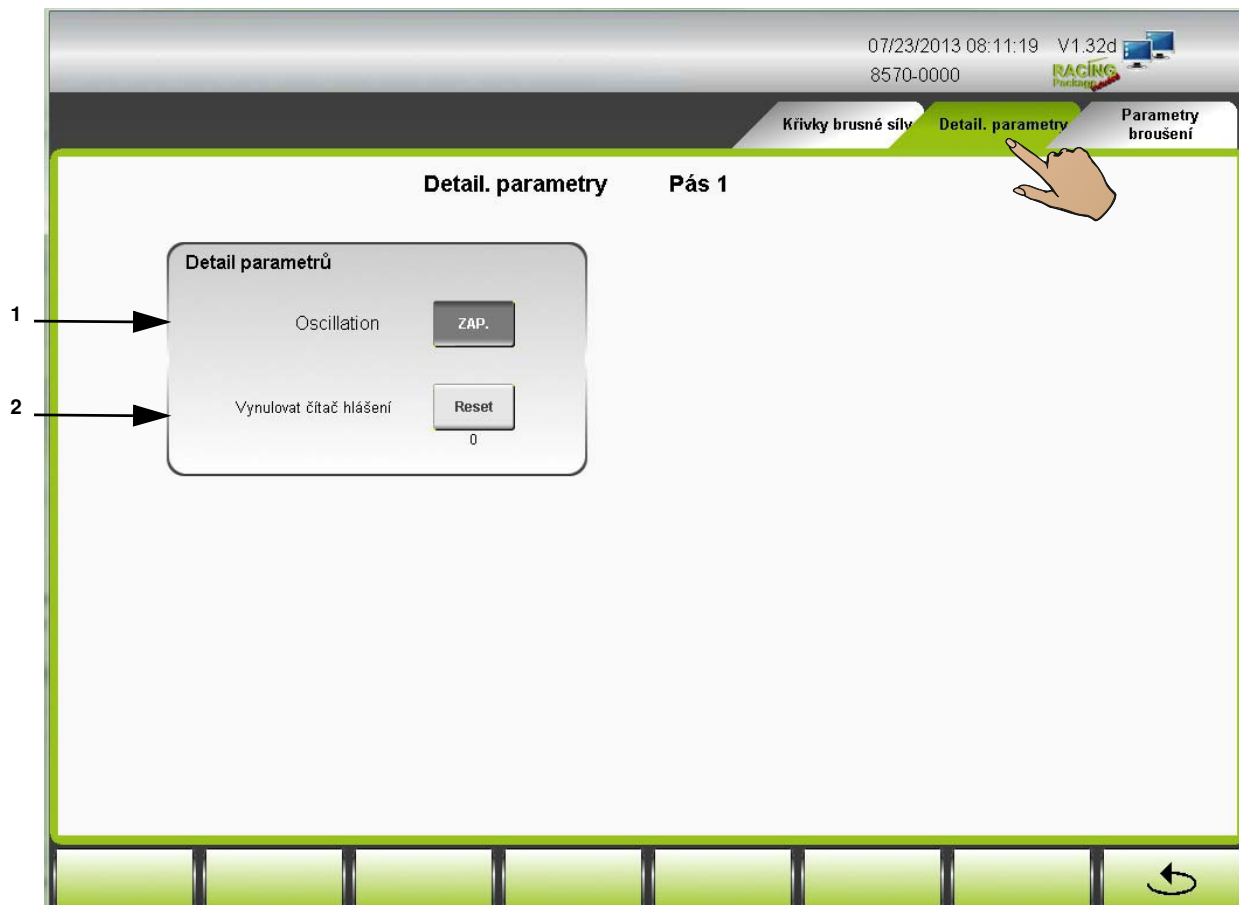 07/23/2013 08:11:19 V1.32d
8570-0000 RACING
Package
Křivky brusné síly Detail. parametry Parametry
broušení
Detail. parametry Pás 1
Detail parametrů
1 Oscillation ZAP.
2 Vynulovat čítač hlášení Reset
0